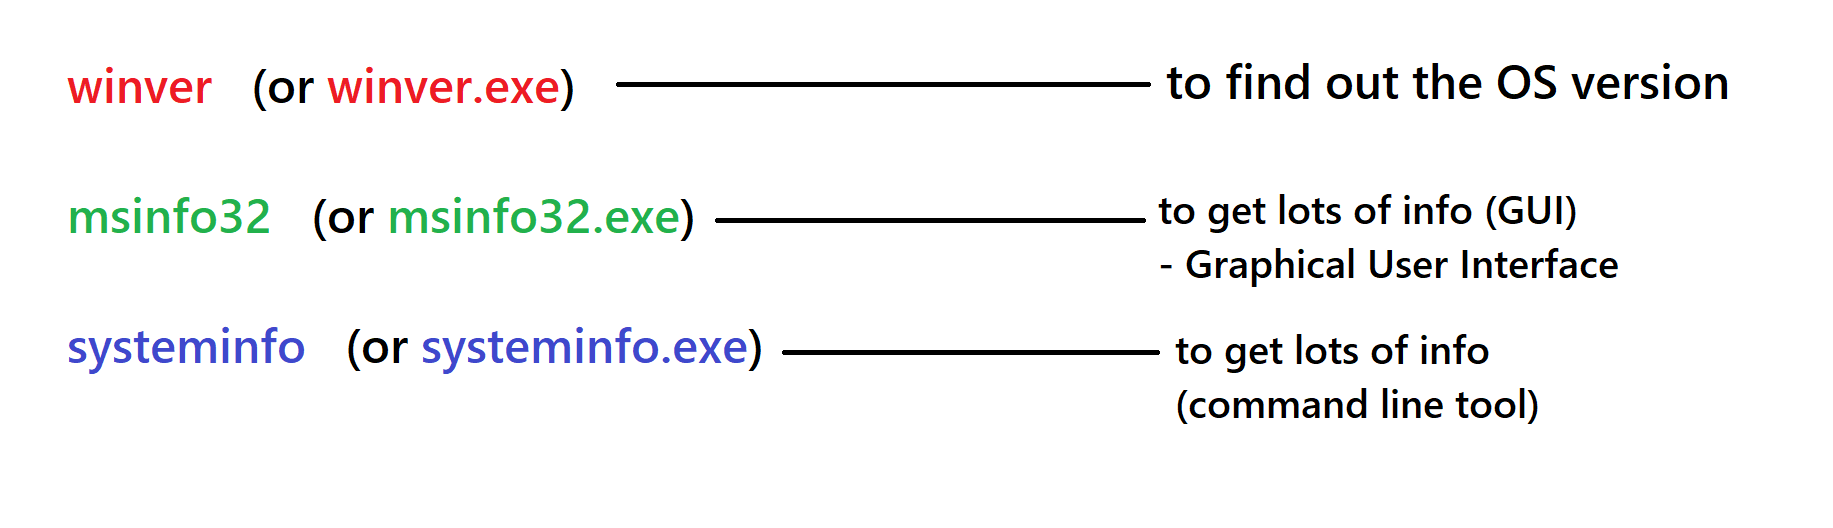 winver (or winver.exe) to find out the OS version
msinfo32 (or msinfo32.exe) to get lots of info (GUI)
- Graphical User Interface
systeminfo (or systeminfo.exe) to get lots of info
(command line tool)